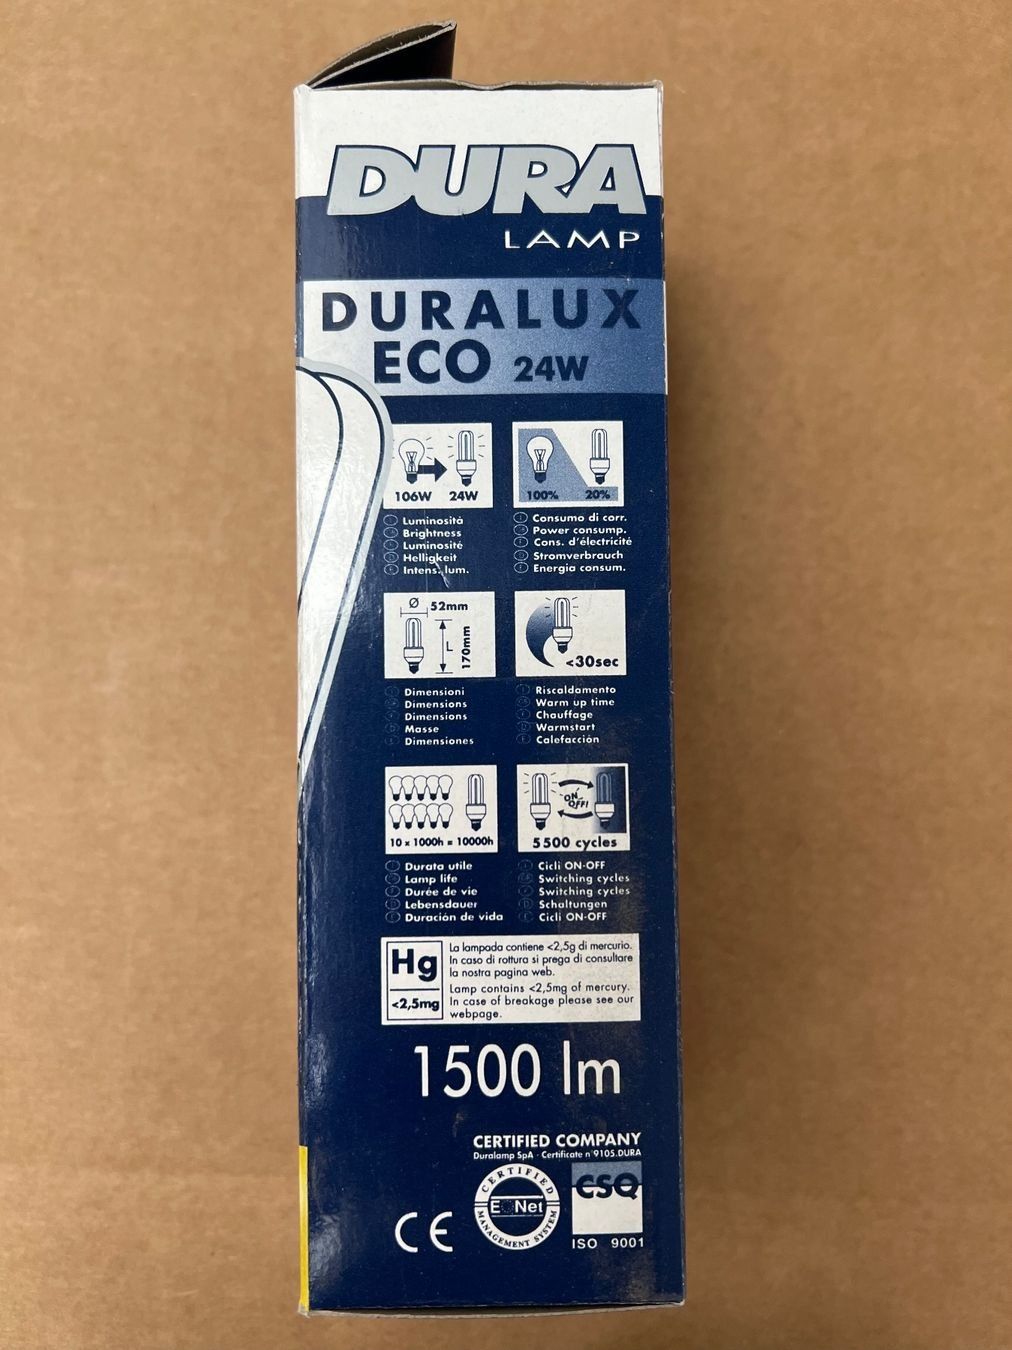 DURA
LAMP
DURALUX
ECO 24W
106W 24W
100% 20%
Luminosità
Brightness
Luminosité
Helligkeit
Intens. lum.
Consumo di corr.
Power consump.
Cons. d'électricité
Stromverbrauch
Energia consum.
Ø 52mm
L 170mm
<30sec
Dimensioni
Dimensions
Dimensions
Masse
Dimensiones
Riscaldamento
Warm up time
Chauffage
Warmstart
Calefacción
10 x 1000h = 10000h
ON
OFF!
5500 cycles
Durata utile
Lamp life
Durée de vie
Lebensdauer
Duración de vida
Cicli ON-OFF
Switching cycles
Switching cycles
Schaltungen
Cicli ON-OFF
Hg
<2,5mg
La lampada contiene <2,5g di mercurio.
In caso di rottura si prega di consultare
la nostra pagina web.
Lamp contains <2,5mg of mercury.
In case of breakage please see our
webpage.
1500 lm
CERTIFIED COMPANY
Duralamp SpA - Certificate n°9105.DURA
CE
CERTIFIED
Net
MANAGEMENT SYSTEM
CSQ
ISO 9001